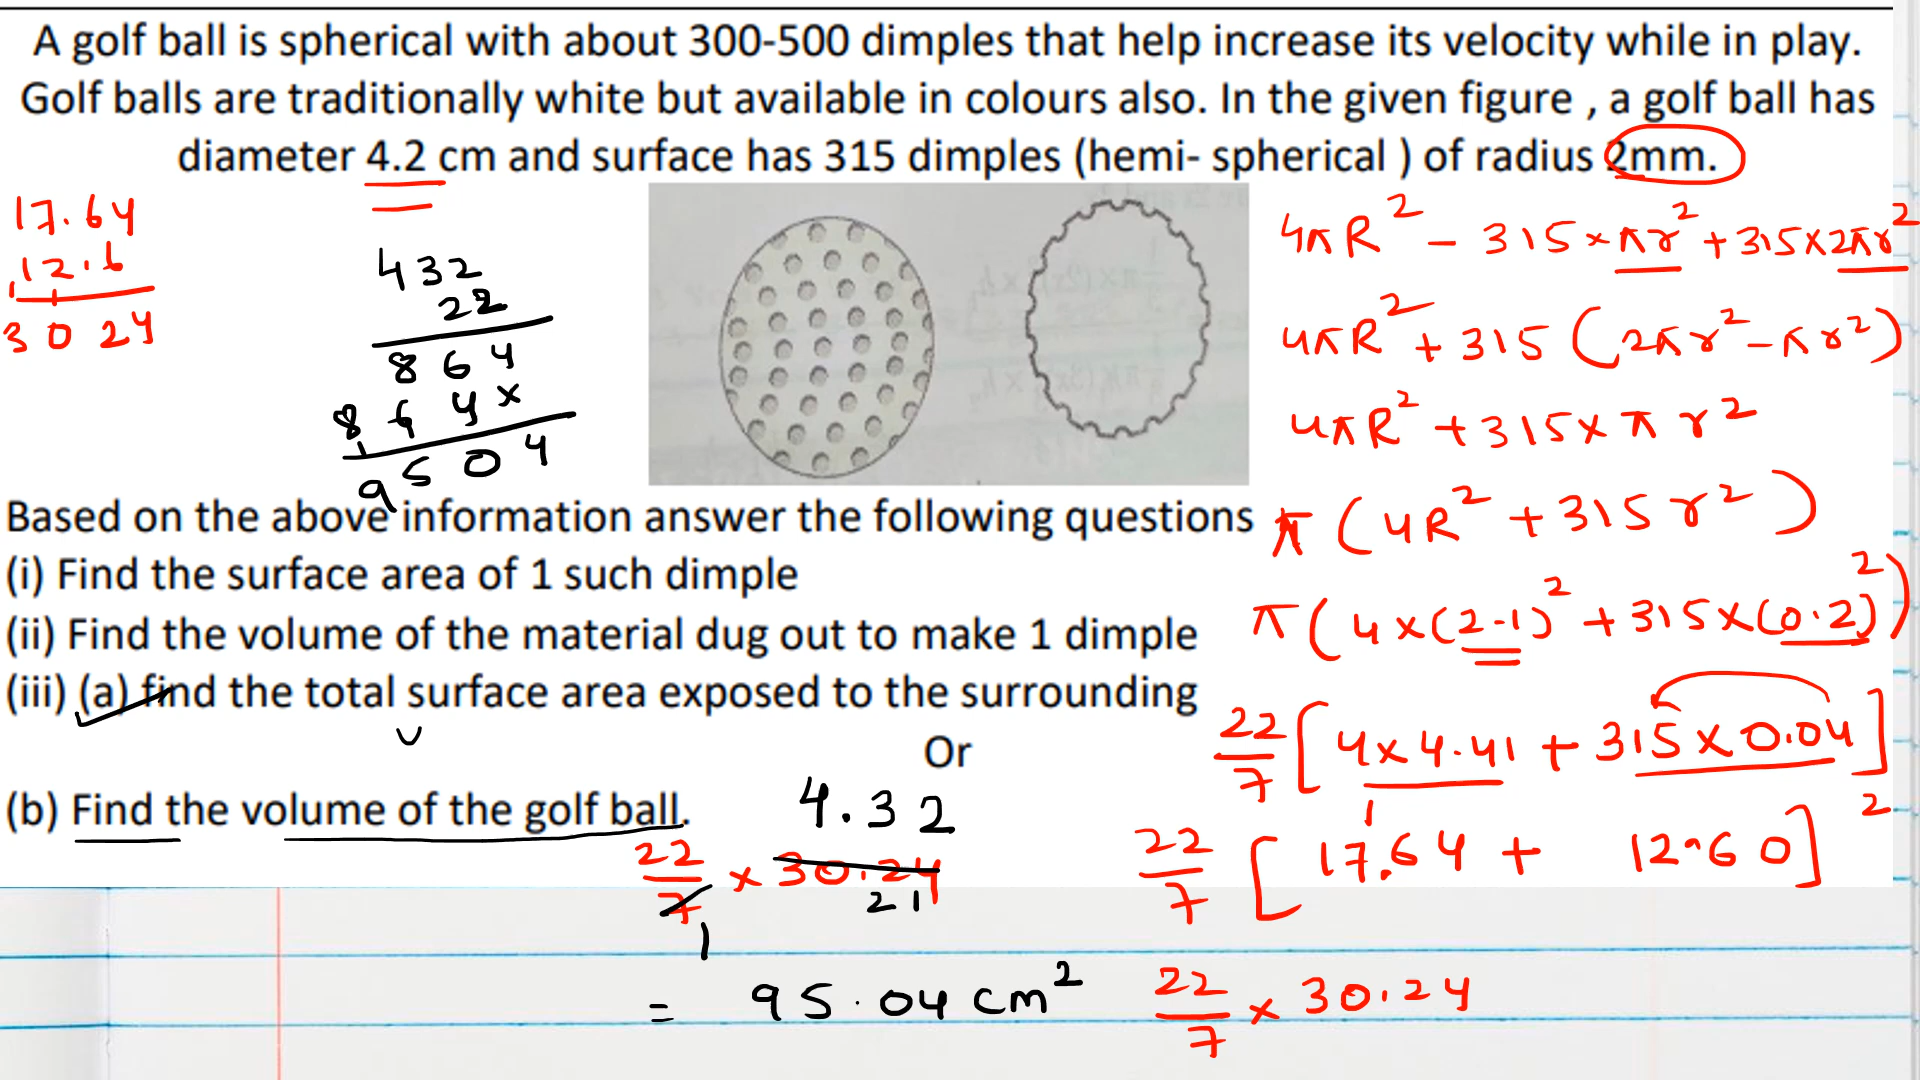 A golf ball is spherical with about 300-500 dimples that help increase its velocity while in play.
Golf balls are traditionally white but available in colours also. In the given figure , a golf ball has
diameter 4.2 cm and surface has 315 dimples (hemi- spherical ) of radius 2mm.
17.64
12.6
3024
432
22
864
864×
9504
4πR² - 315×πr² + 315×2πr²
4πR² + 315 (2πr² - πr²)
4πR² + 315 × π r²
π (4R² + 315 r²)
π (4×(2.1)² + 315×(0.2)²)
22/7 [4×4.41 + 315×0.04]
22/7 [17.64 + 12.60]
22/7 × 30.24
Based on the above information answer the following questions
(i) Find the surface area of 1 such dimple
(ii) Find the volume of the material dug out to make 1 dimple
(iii) (a) find the total surface area exposed to the surrounding
Or
(b) Find the volume of the golf ball.
4.32
22/7 × 30.24
1
= 95.04 cm²